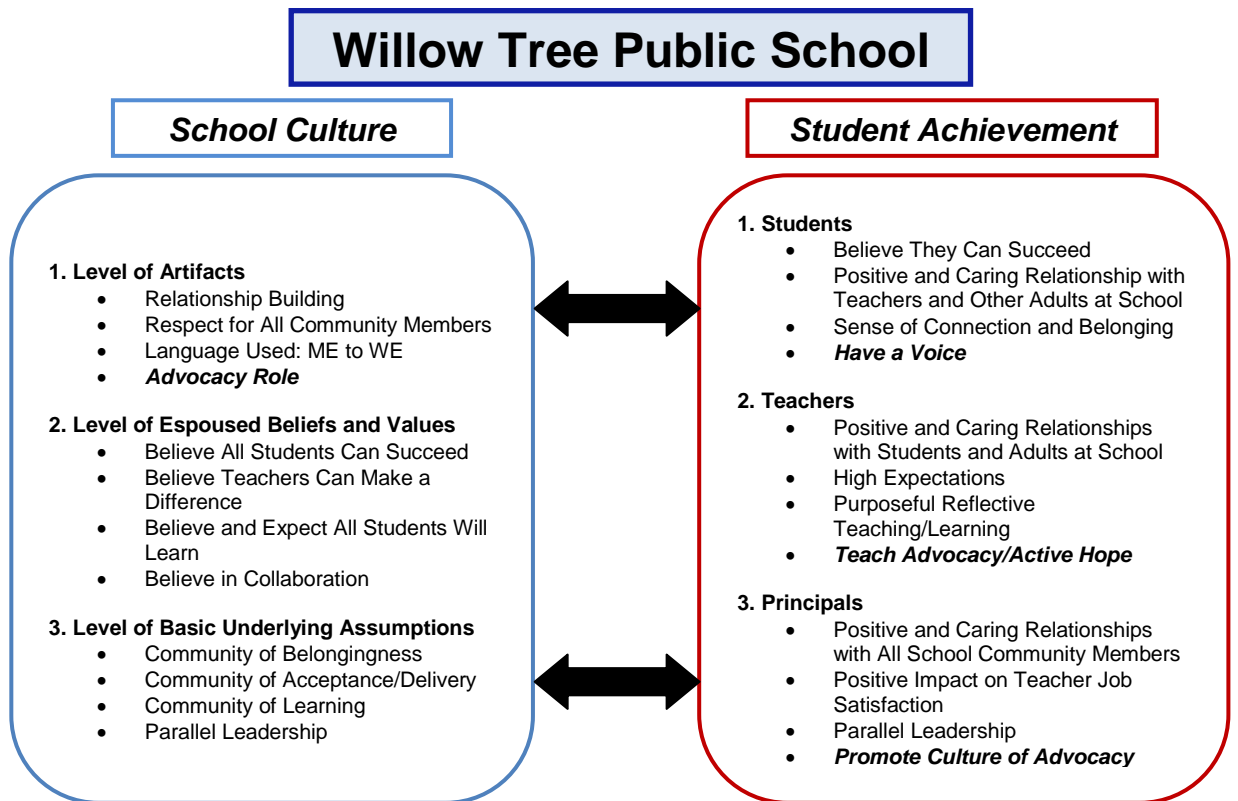 Willow Tree Public School
School Culture
1. Level of Artifacts
• Relationship Building
• Respect for All Community Members
• Language Used: ME to WE
• Advocacy Role
2. Level of Espoused Beliefs and Values
• Believe All Students Can Succeed
• Believe Teachers Can Make a
Difference
• Believe and Expect All Students Will
Learn
• Believe in Collaboration
3. Level of Basic Underlying Assumptions
• Community of Belongingness
• Community of Acceptance/Delivery
• Community of Learning
• Parallel Leadership
Student Achievement
1. Students
• Believe They Can Succeed
• Positive and Caring Relationship with
Teachers and Other Adults at School
• Sense of Connection and Belonging
• Have a Voice
2. Teachers
• Positive and Caring Relationships
with Students and Adults at School
• High Expectations
• Purposeful Reflective
Teaching/Learning
• Teach Advocacy/Active Hope
3. Principals
• Positive and Caring Relationships
with All School Community Members
• Positive Impact on Teacher Job
Satisfaction
• Parallel Leadership
• Promote Culture of Advocacy